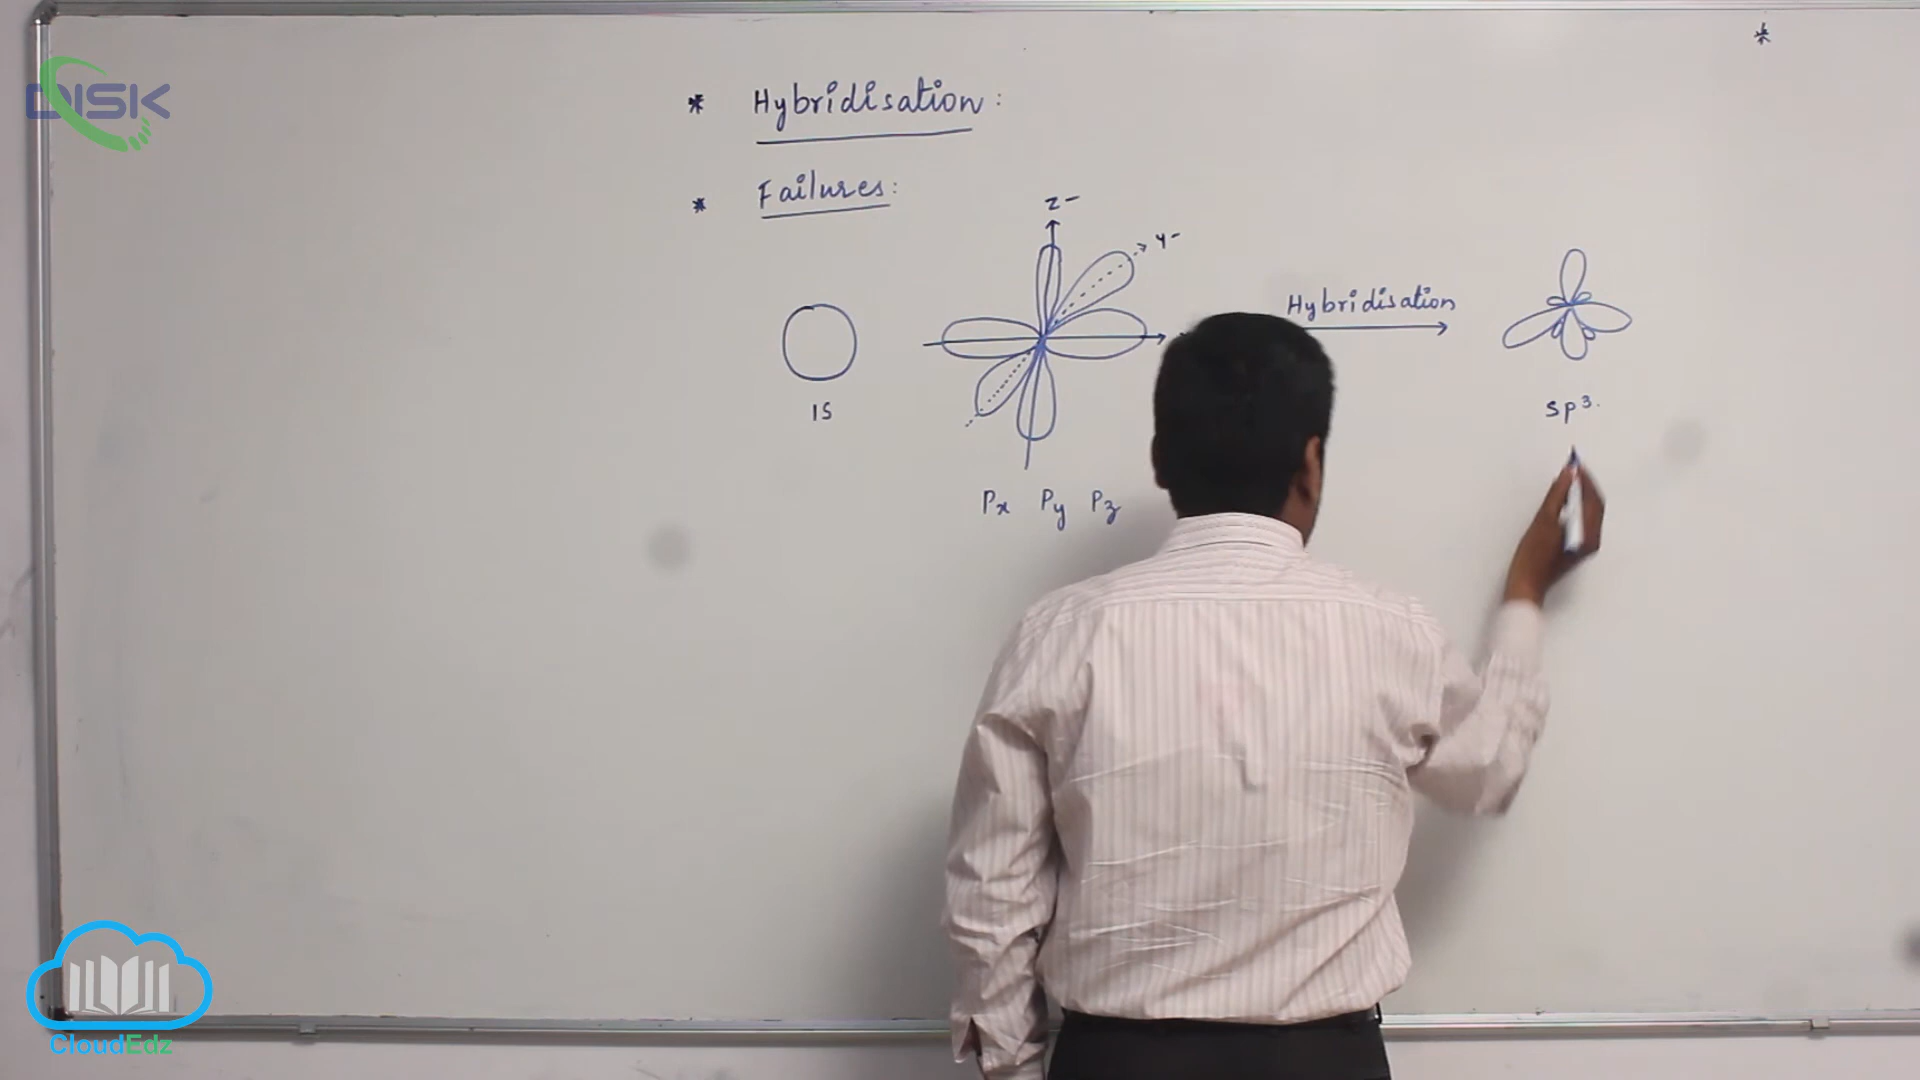 DISK
*
* Hybridisation:
* Failures:
z-
y-
Hybridisation
1S
sp3.
Px Py Pz
CloudEdz